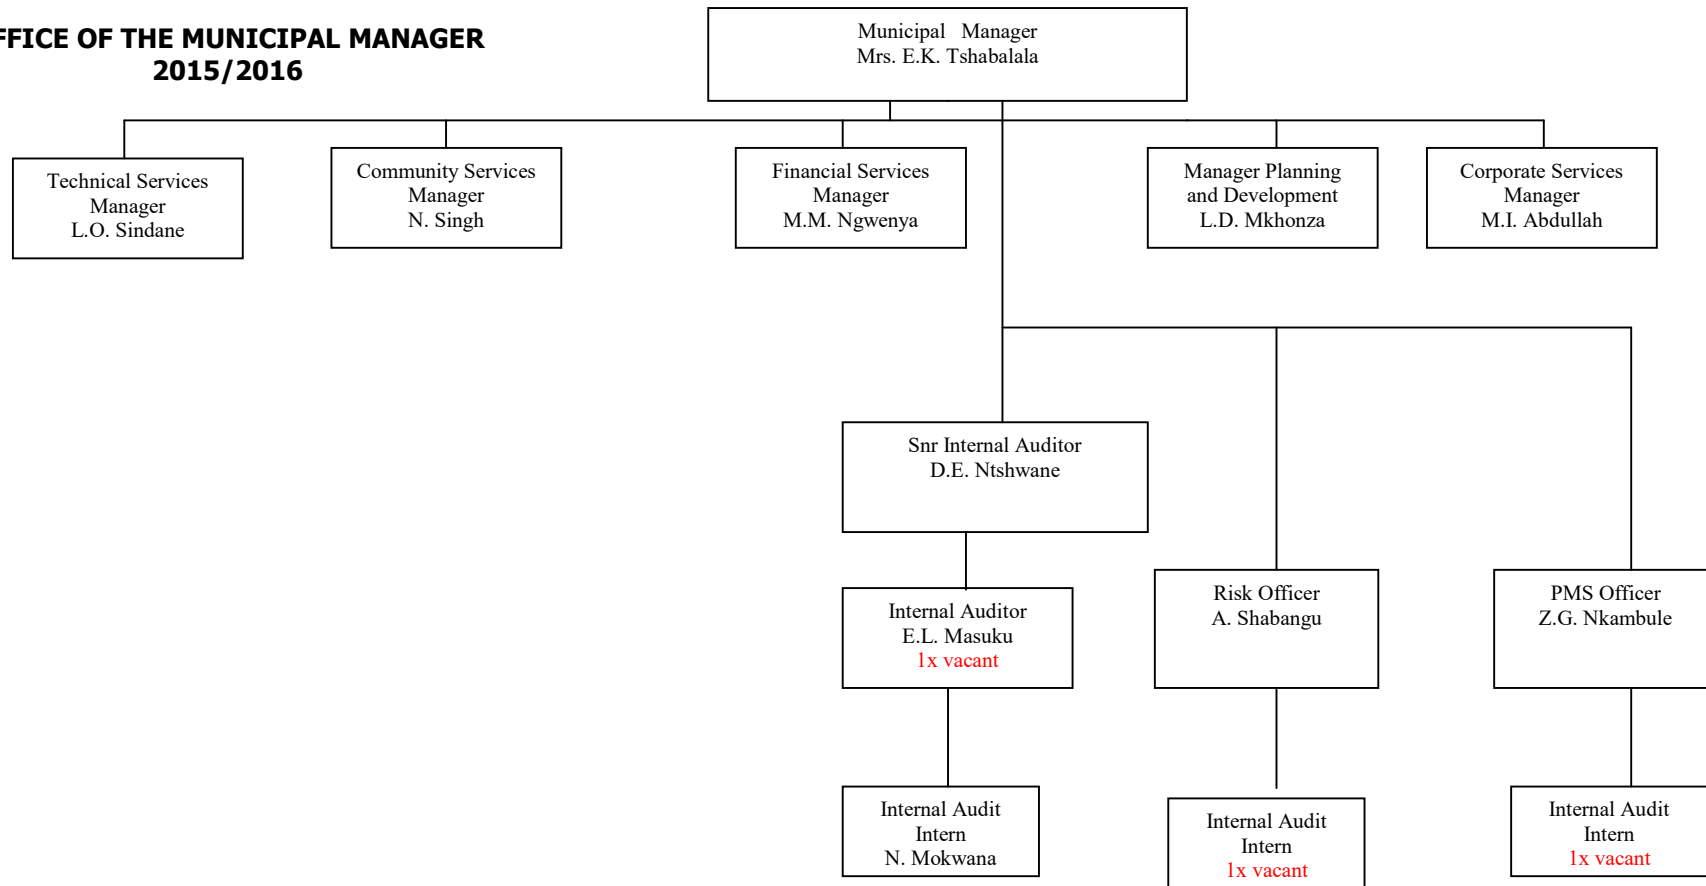 FFICE OF THE MUNICIPAL MANAGER
2015/2016
Municipal Manager
Mrs. E.K. Tshabalala
Technical Services
Manager
L.O. Sindane
Community Services
Manager
N. Singh
Financial Services
Manager
M.M. Ngwenya
Manager Planning
and Development
L.D. Mkhonza
Corporate Services
Manager
M.I. Abdullah
Snr Internal Auditor
D.E. Ntshwane
Internal Auditor
E.L. Masuku
1x vacant
Risk Officer
A. Shabangu
PMS Officer
Z.G. Nkambule
Internal Audit
Intern
N. Mokwana
Internal Audit
Intern
1x vacant
Internal Audit
Intern
1x vacant